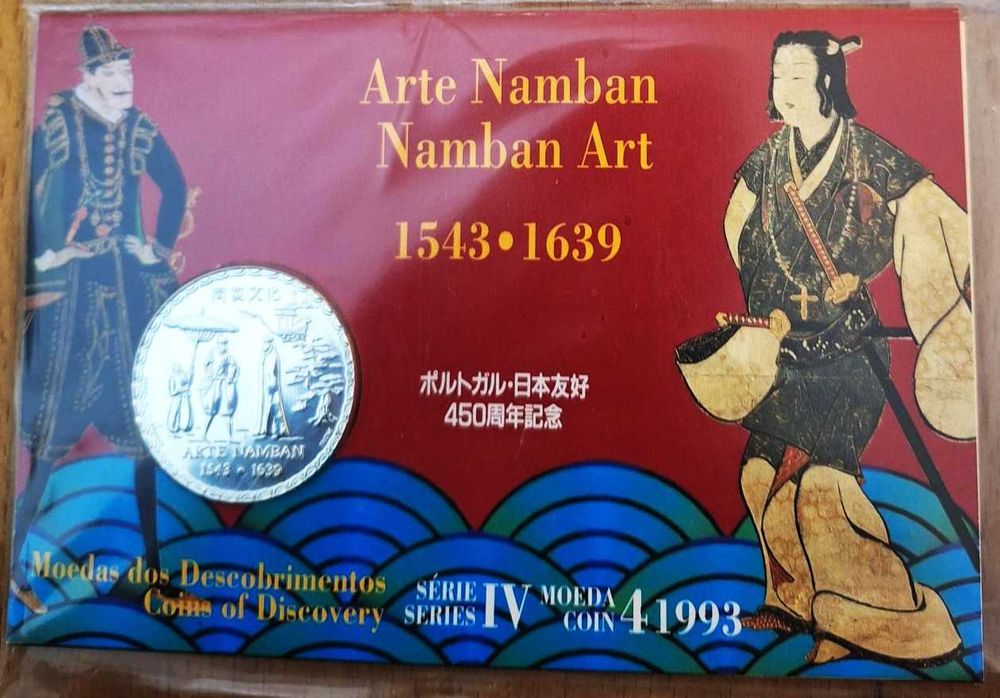 Arte Namban
Namban Art
1543•1639
ポルトガル・日本友好
450周年記念
南蛮文化
ARTE NAMBAN
1543 • 1639
Moedas dos Descobrimentos
Coins of Discovery
SÉRIE
SERIES
IV
MOEDA
COIN
4
1993